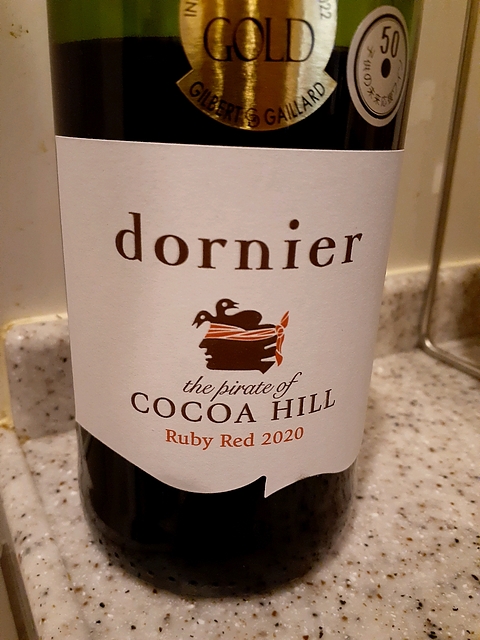 GOLD
GILBERT & GAILLARD
50
dornier
the pirate of
COCOA HILL
Ruby Red 2020